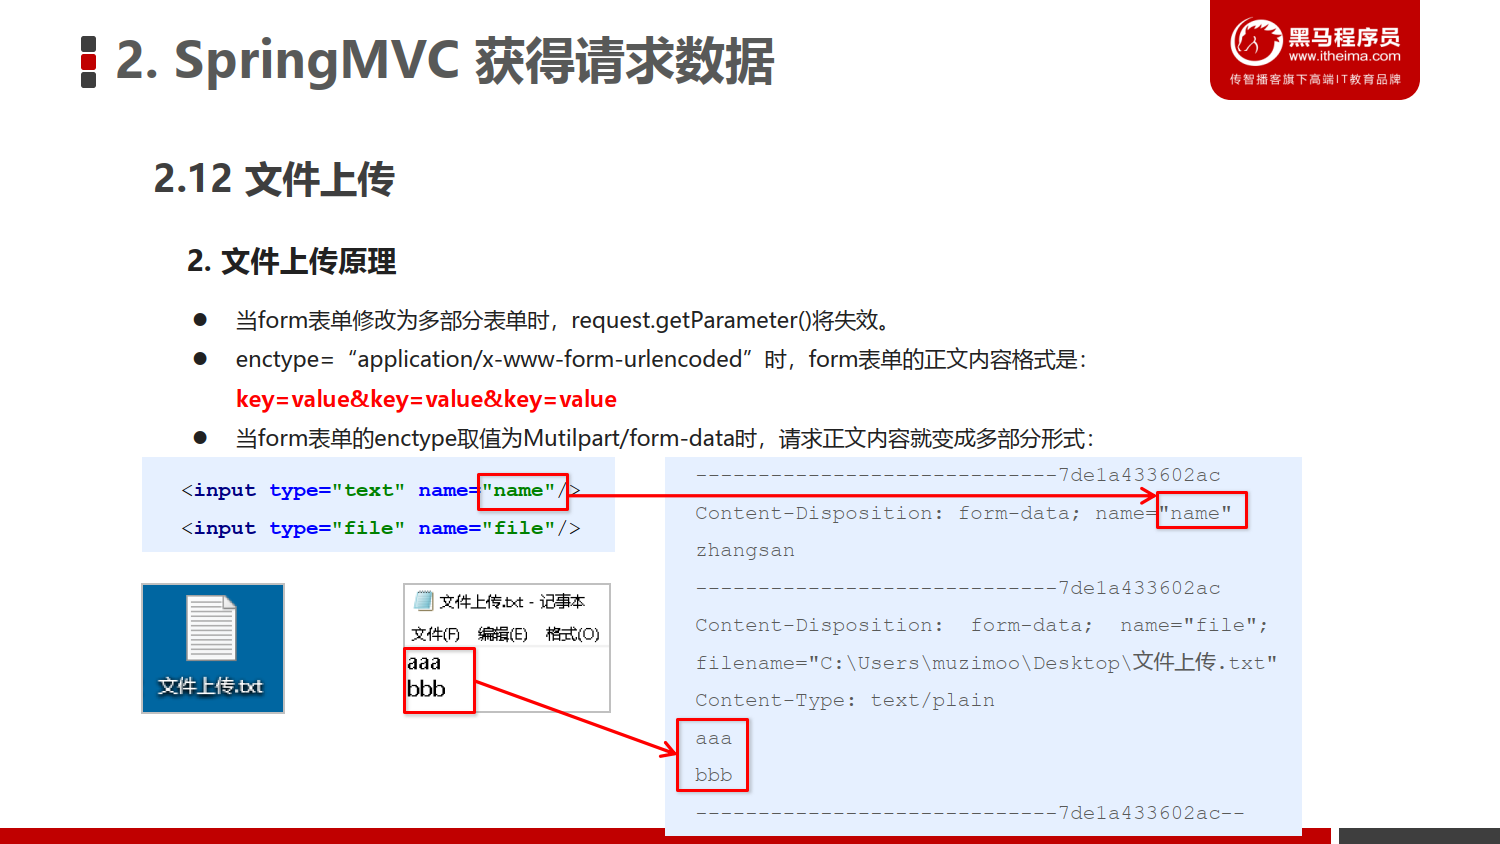 2. SpringMVC 获得请求数据
黑马程序员
www.itheima.com
传智播客旗下高端IT教育品牌
2.12 文件上传
2. 文件上传原理
当form表单修改为多部分表单时，request.getParameter()将失效。
enctype=“application/x-www-form-urlencoded”时，form表单的正文内容格式是：
key=value&key=value&key=value
当form表单的enctype取值为Mutilpart/form-data时，请求正文内容就变成多部分形式：
<input type="text" name="name"/>
<input type="file" name="file"/>
文件上传.txt
文件上传.txt - 记事本
文件(F) 编辑(E) 格式(O)
aaa
bbb
-----------------------------7de1a433602ac
Content-Disposition: form-data; name="name"
zhangsan
-----------------------------7de1a433602ac
Content-Disposition: form-data; name="file";
filename="C:\Users\muzimoo\Desktop\文件上传.txt"
Content-Type: text/plain
aaa
bbb
-----------------------------7de1a433602ac--